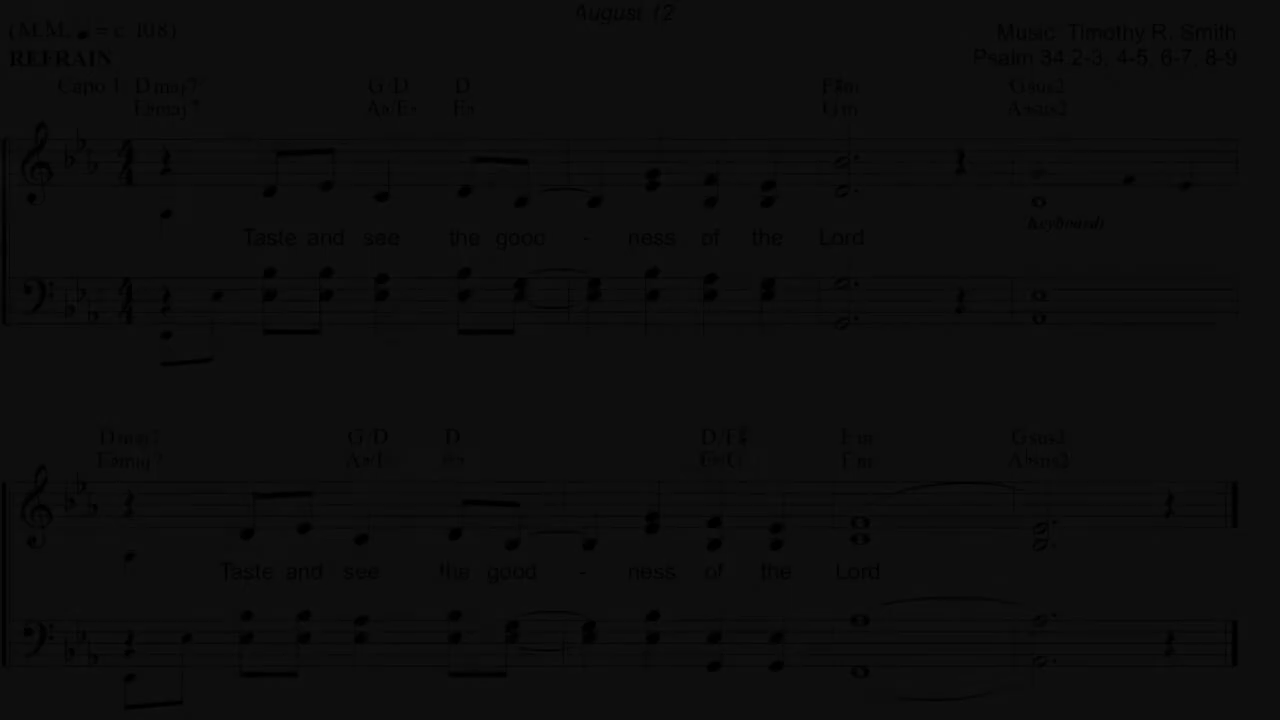 August 12
(M.M. ♩ = c. 108)
Music: Timothy R. Smith
REFRAIN
Psalm 34:2-3, 4-5, 6-7, 8-9
Capo 1: Dmaj7 G/D D F♯m Gsus2
E♭maj7 A♭/E♭ E♭ Gm A♭sus2
Taste and see the good - ness of the Lord
keyboard
Dmaj7 G/D D D/F♯ Em Gsus2
E♭maj7 A♭/E♭ E♭ E♭/G Fm A♭sus2
Taste and see the good - ness of the Lord